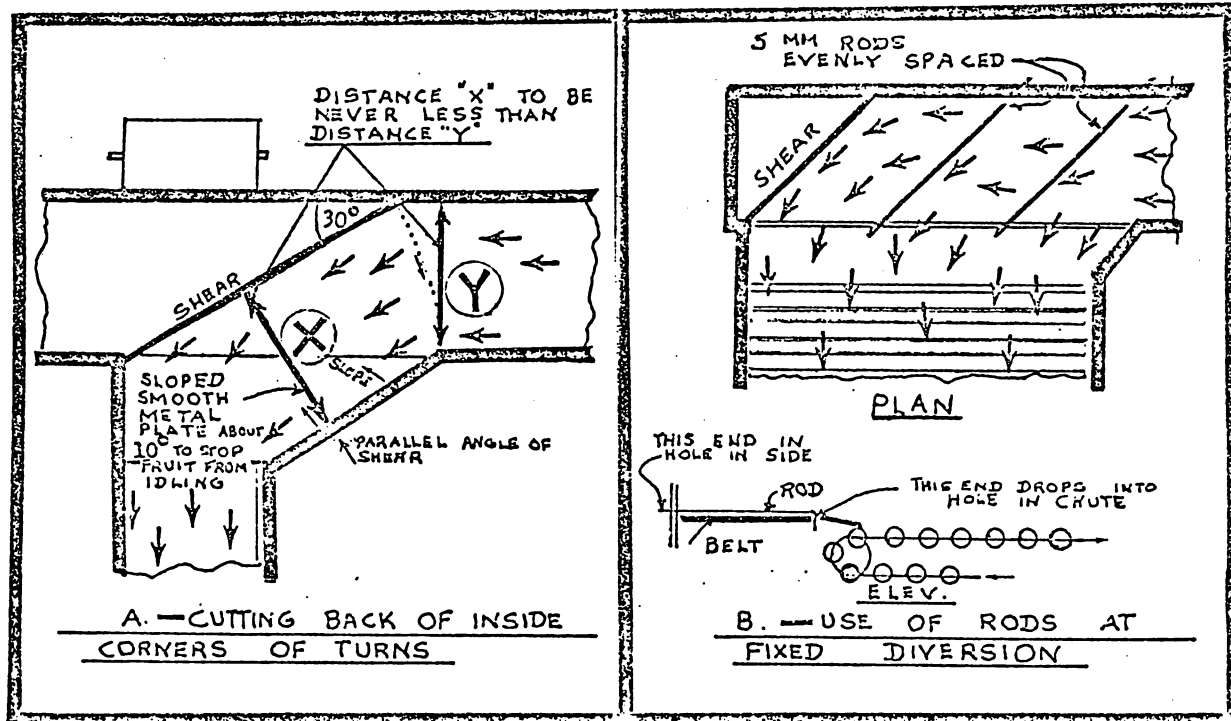 DISTANCE "X" TO BE
NEVER LESS THAN
DISTANCE "Y"
30°
SHEAR
X
Y
SLOPE
SLOPED
SMOOTH
METAL
PLATE ABOUT
10° TO STOP
FRUIT FROM
IDLING
PARALLEL ANGLE OF
SHEAR
A. — CUTTING BACK OF INSIDE
CORNERS OF TURNS
5 MM RODS
EVENLY SPACED
SHEAR
PLAN
THIS END IN
HOLE IN SIDE
ROD
THIS END DROPS INTO
HOLE IN CHUTE
BELT
ELEV.
B. — USE OF RODS AT
FIXED DIVERSION